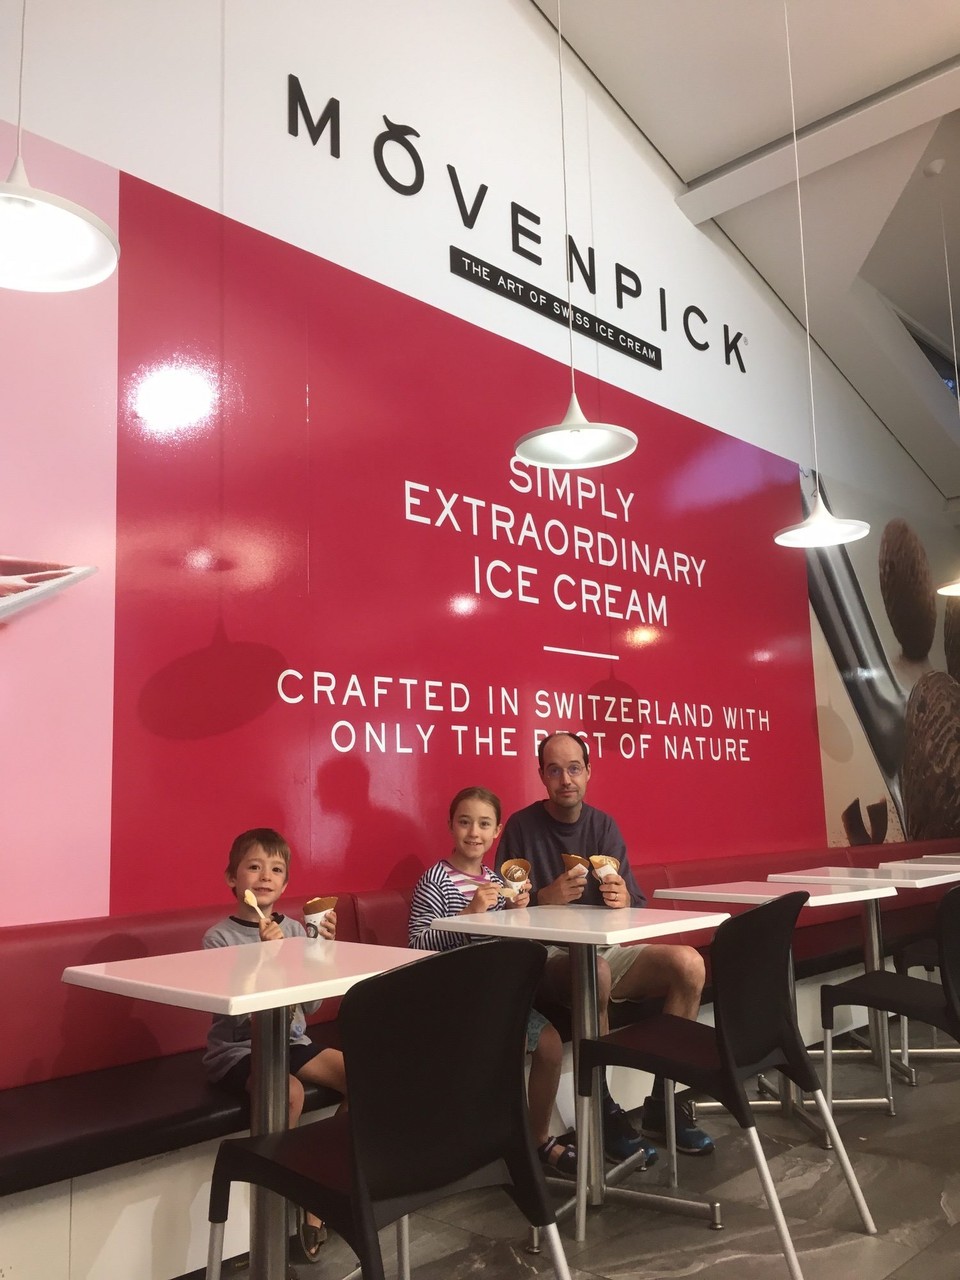 MÖVENPICK®
THE ART OF SWISS ICE CREAM
SIMPLY
EXTRAORDINARY
ICE CREAM
CRAFTED IN SWITZERLAND WITH
ONLY THE BEST OF NATURE